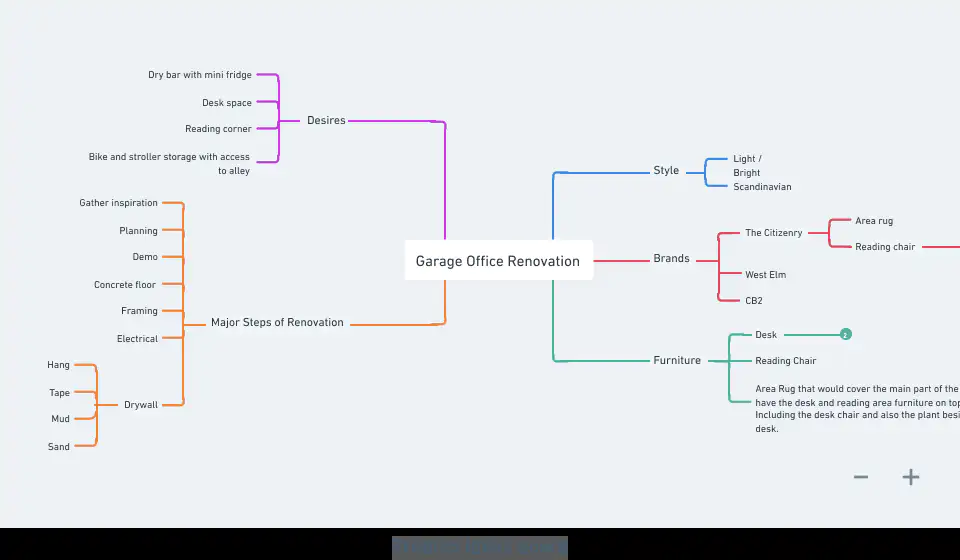 Dry bar with mini fridge
Desk space
Reading corner
Bike and stroller storage with access
to alley
Desires
Gather inspiration
Planning
Demo
Concrete floor
Framing
Electrical
Drywall
Hang
Tape
Mud
Sand
Major Steps of Renovation
Garage Office Renovation
Style
Light /
Bright
Scandinavian
Brands
The Citizenry
Area rug
Reading chair
West Elm
CB2
Furniture
Desk
2
Reading Chair
Area Rug that would cover the main part of the
have the desk and reading area furniture on top
Including the desk chair and also the plant besi
desk.